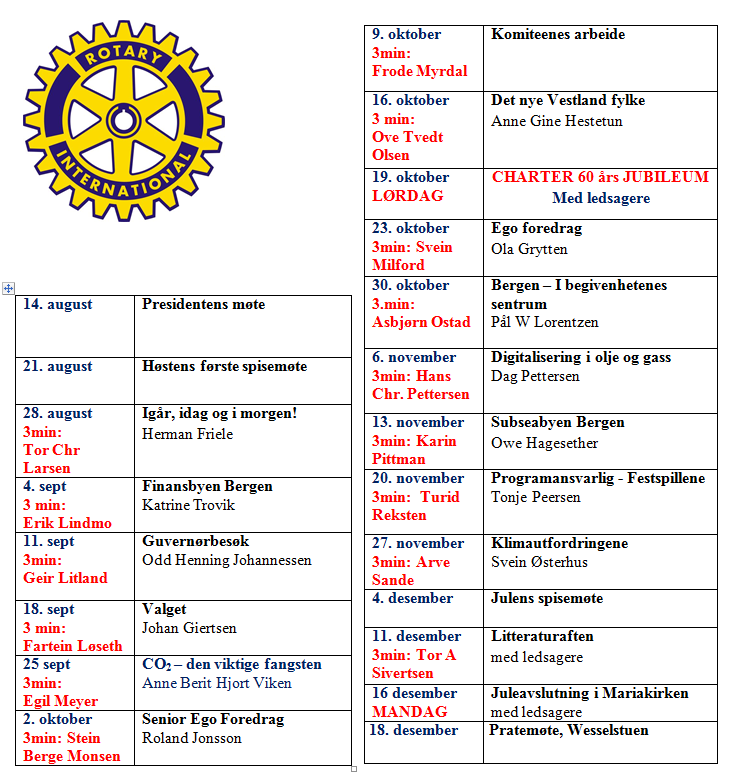 ROTARY
INTERNATIONAL
14. august
Presidentens møte
21. august
Høstens første spisemøte
28. august
3min:
Tor Chr
Larsen
Igår, idag og i morgen!
Herman Friele
4. sept
3 min:
Erik Lindmo
Finansbyen Bergen
Katrine Trovik
11. sept
3min:
Geir Litland
Guvernørbesøk
Odd Henning Johannessen
18. sept
3 min:
Fartein Løseth
Valget
Johan Giertsen
25 sept
3min:
Egil Meyer
CO₂ – den viktige fangsten
Anne Berit Hjort Viken
2. oktober
3min: Stein
Berge Monsen
Senior Ego Foredrag
Roland Jonsson
9. oktober
3min:
Frode Myrdal
Komiteenes arbeide
16. oktober
3 min:
Ove Tvedt
Olsen
Det nye Vestland fylke
Anne Gine Hestetun
19. oktober
LØRDAG
CHARTER 60 års JUBILEUM
Med ledsagere
23. oktober
3min: Svein
Milford
Ego foredrag
Ola Grytten
30. oktober
3.min:
Asbjørn Ostad
Bergen – I begivenhetenes
sentrum
Pål W Lorentzen
6. november
3min: Hans
Chr. Pettersen
Digitalisering i olje og gass
Dag Pettersen
13. november
3min: Karin
Pittman
Subseabyen Bergen
Owe Hagesether
20. november
3min: Turid
Reksten
Programansvarlig - Festspillene
Tonje Peersen
27. november
3min: Arve
Sande
Klimautfordringene
Svein Østerhus
4. desember
Julens spisemøte
11. desember
3min: Tor A
Sivertsen
Litteraturaften
med ledsagere
16 desember
MANDAG
Juleavslutning i Mariakirken
med ledsagere
18. desember
Pratemøte, Wesselstuen